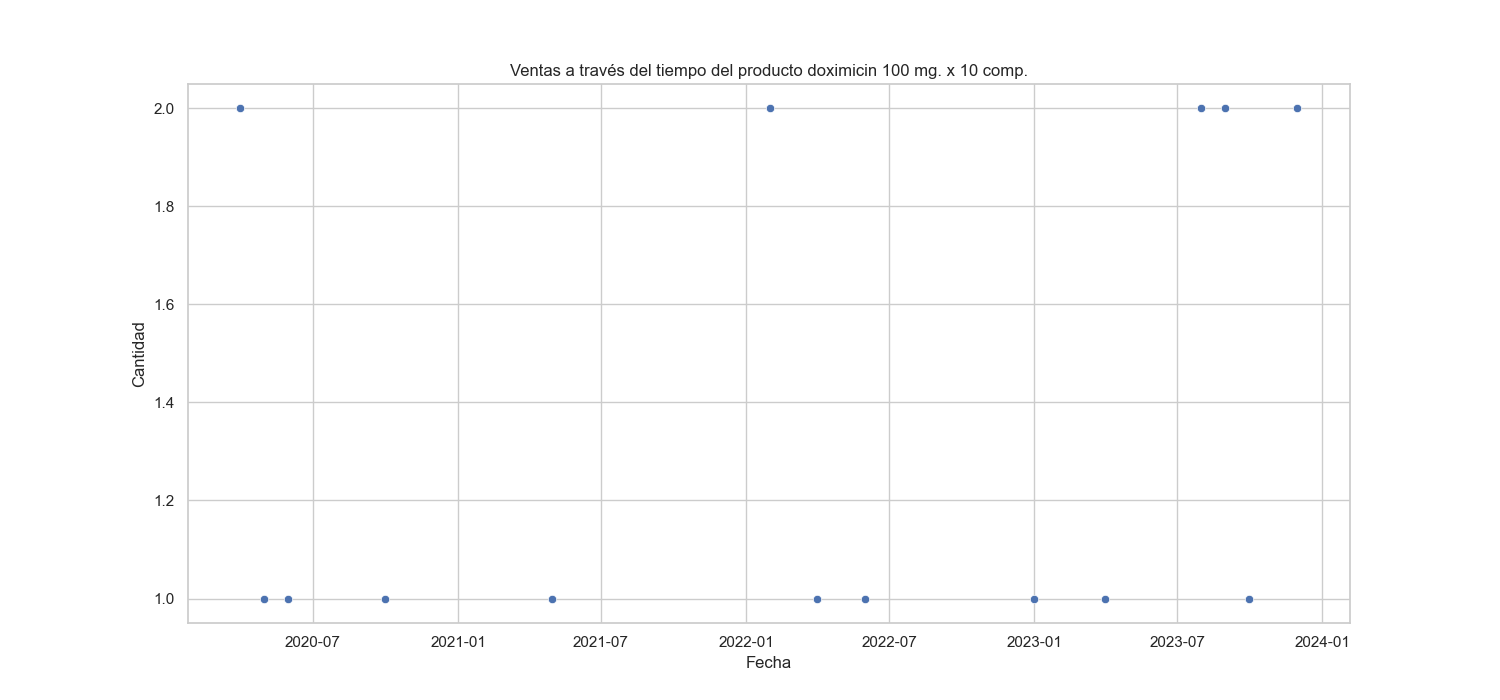 Ventas a través del tiempo del producto doximicin 100 mg. x 10 comp.
2.0
1.8
1.6
1.4
1.2
1.0
Cantidad
2020-07 2021-01 2021-07 2022-01 2022-07 2023-01 2023-07 2024-01
Fecha